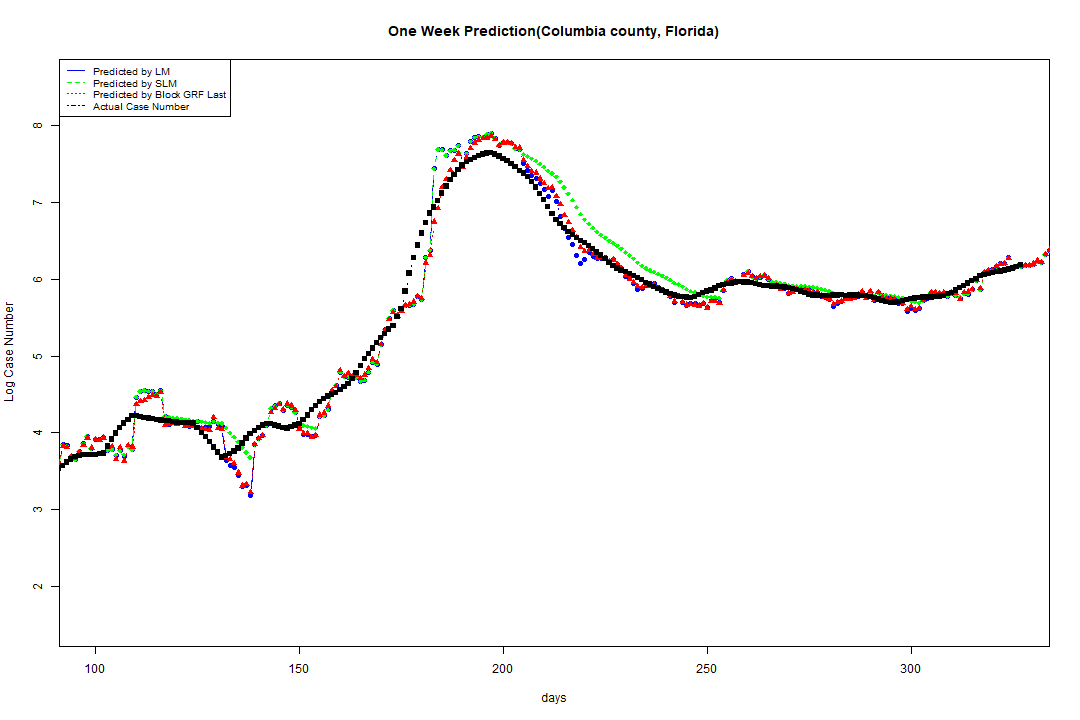 One Week Prediction(Columbia county, Florida)
Predicted by LM
Predicted by SLM
Predicted by Block GRF Last
Actual Case Number
8
7
6
5
4
3
2
Log Case Number
100 150 200 250 300
days